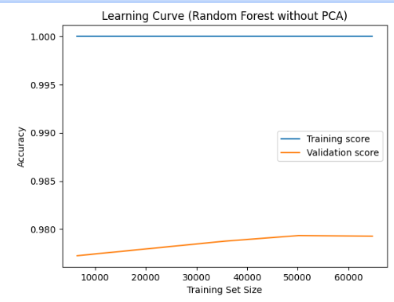 Learning Curve (Random Forest without PCA)
1.000
0.995
0.990
0.985
0.980
Accuracy
Training score
Validation score
10000 20000 30000 40000 50000 60000
Training Set Size